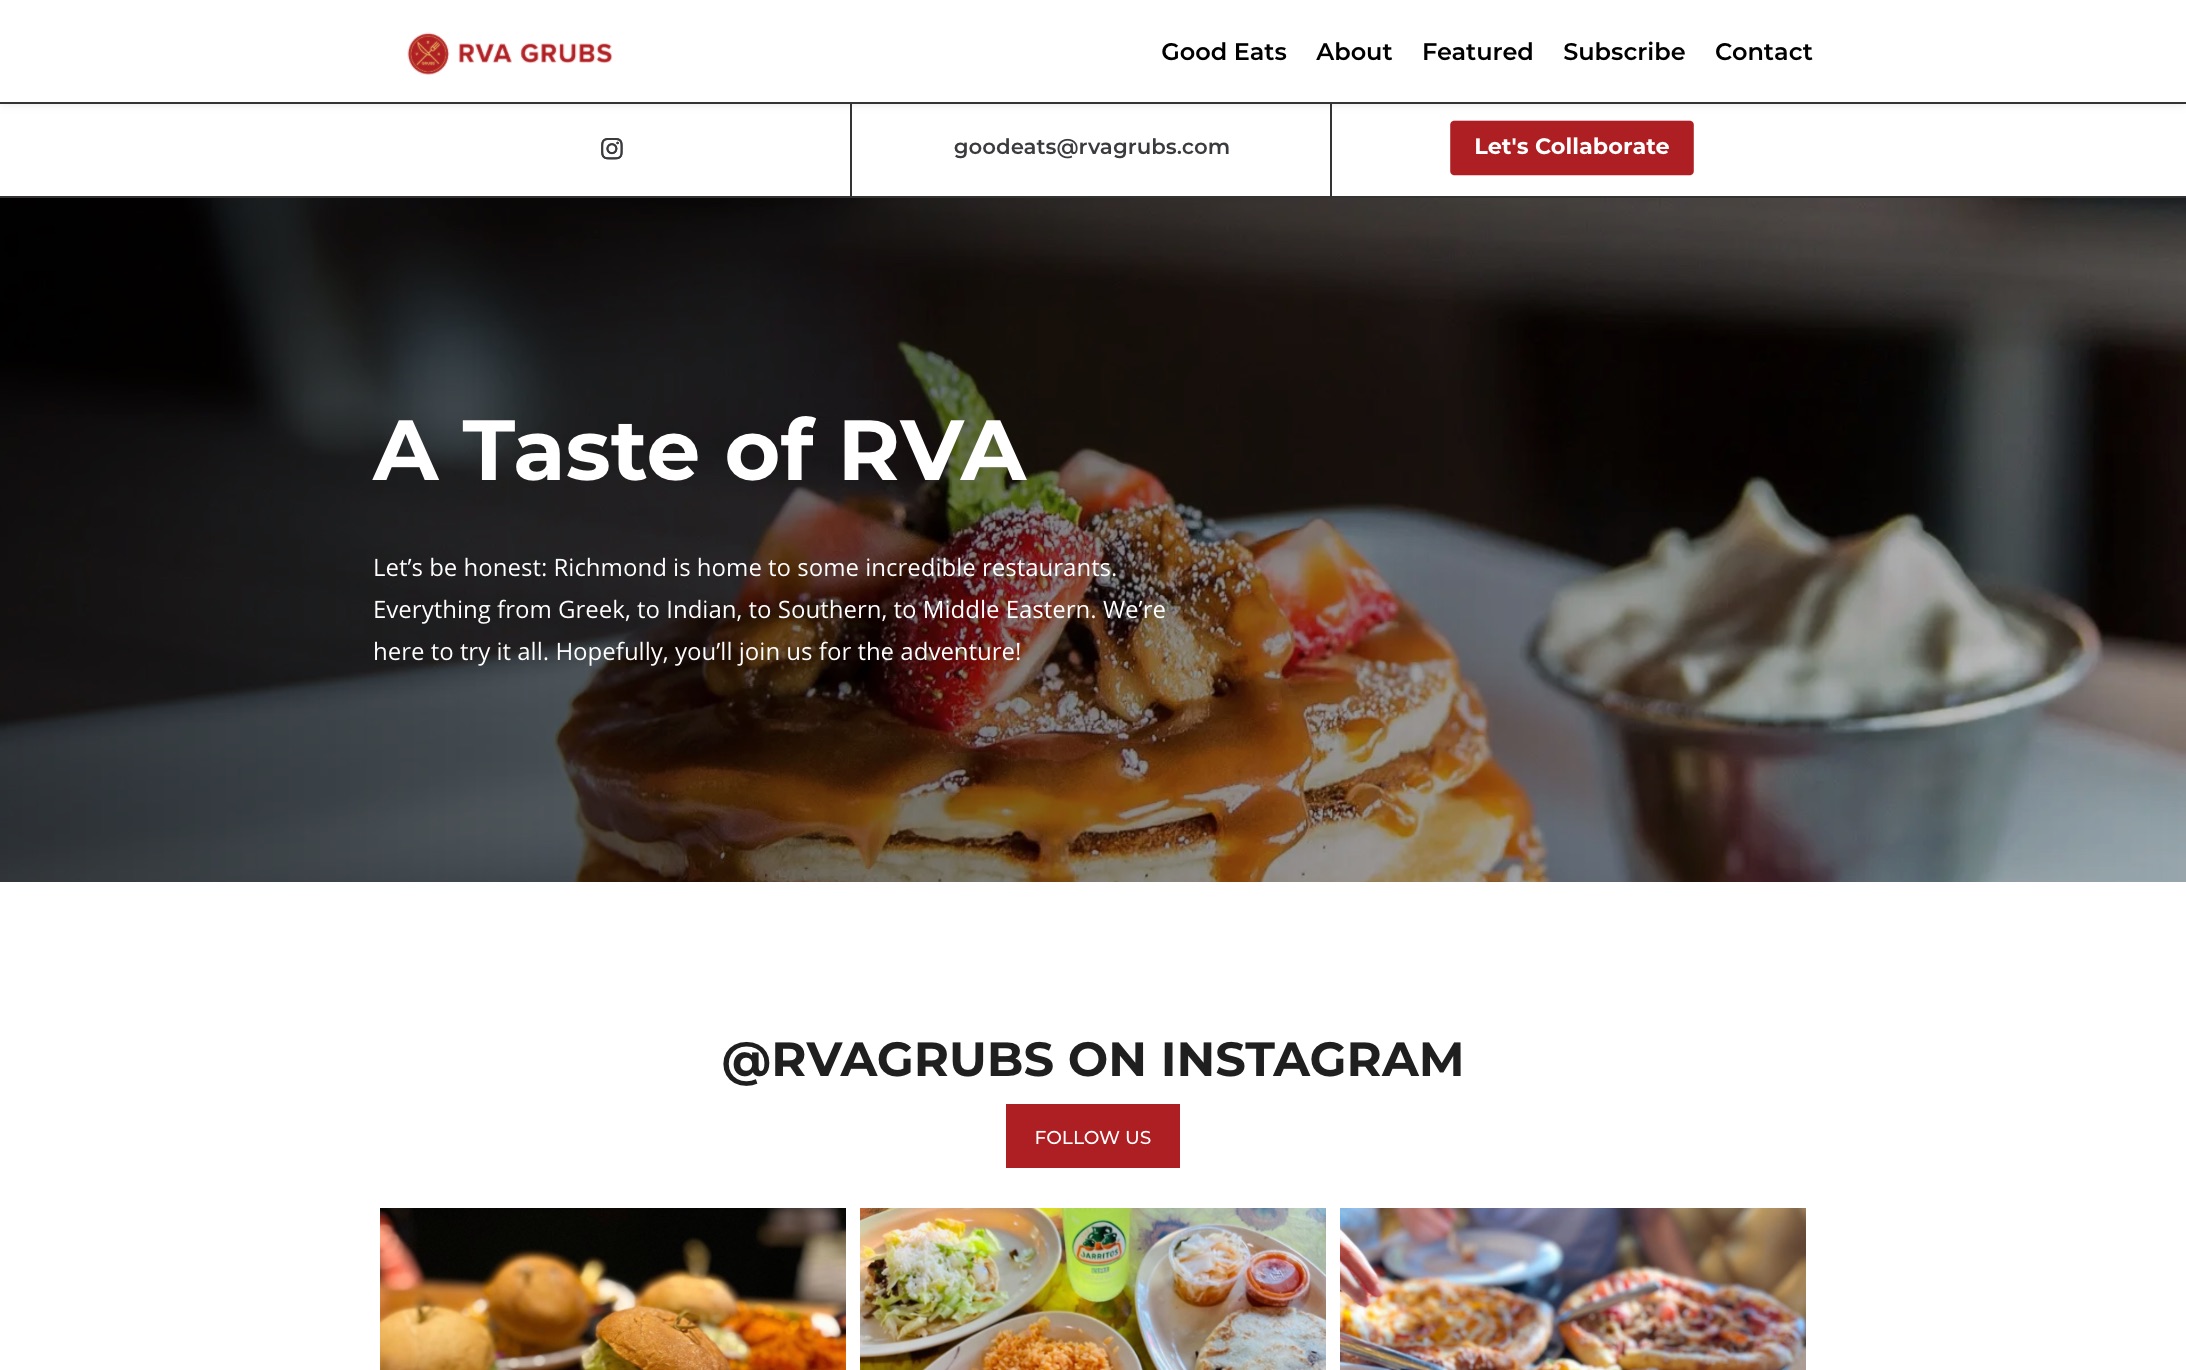 RVA GRUBS
Good Eats About Featured Subscribe Contact
goodeats@rvagrubs.com
Let's Collaborate
A Taste of RVA
Let’s be honest: Richmond is home to some incredible restaurants.
Everything from Greek, to Indian, to Southern, to Middle Eastern. We’re
here to try it all. Hopefully, you’ll join us for the adventure!
@RVAGRUBS ON INSTAGRAM
FOLLOW US
JARRITOS